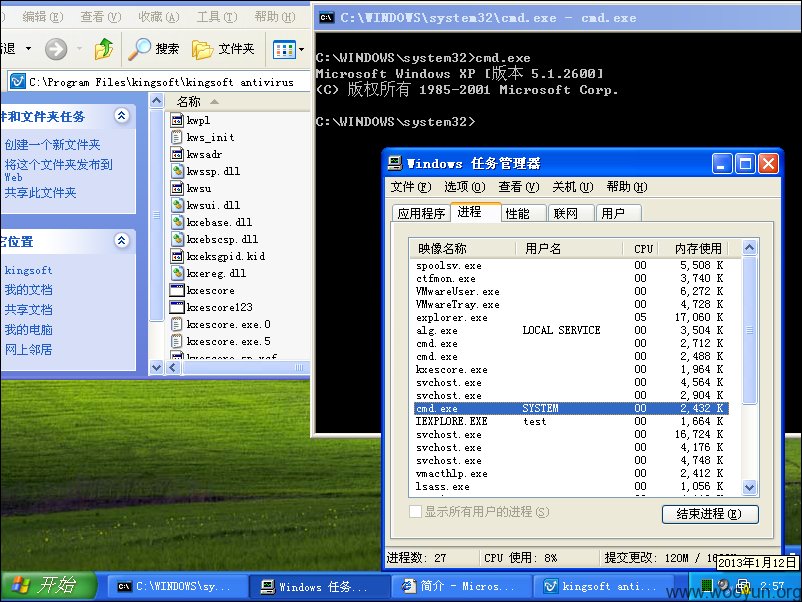 编辑(E) 查看(V) 收藏(A) 工具(T) 帮助(H)
退 搜索 文件夹
C:\Program Files\kingsoft\kingsoft antivirus
件和文件夹任务
创建一个新文件夹
将这个文件夹发布到
Web
共享此文件夹
它位置
kingsoft
我的文档
共享文档
我的电脑
网上邻居
名称
kwpl
kws_init
kwsadr
kwssp.dll
kwsu
kwsui.dll
kxebase.dll
kxebscsp.dll
kxeksgpid.kid
kxereg.dll
kxescore
kxescore123
kxescore.exe.0
kxescore.exe.5
C:\WINDOWS\system32\cmd.exe - cmd.exe
C:\WINDOWS\system32>cmd.exe
Microsoft Windows XP [版本 5.1.2600]
(C) 版权所有 1985-2001 Microsoft Corp.
C:\WINDOWS\system32>
Windows 任务管理器
文件(F) 选项(O) 查看(V) 关机(U) 帮助(H)
应用程序 进程 性能 联网 用户
映像名称 用户名 CPU 内存使用
spoolsv.exe 00 5,508 K
ctfmon.exe 00 3,740 K
VMwareUser.exe 00 6,272 K
VMwareTray.exe 00 4,728 K
explorer.exe 05 17,060 K
alg.exe LOCAL SERVICE 00 3,504 K
cmd.exe 00 2,712 K
cmd.exe 00 2,488 K
kxescore.exe 00 1,964 K
svchost.exe 00 4,564 K
svchost.exe 00 2,904 K
cmd.exe SYSTEM 00 2,432 K
IEXPLORE.EXE test 00 1,664 K
svchost.exe 00 16,724 K
svchost.exe 00 4,176 K
svchost.exe 00 4,748 K
vmacthlp.exe 00 2,412 K
lsass.exe 00 1,056 K
显示所有用户的进程(S)
结束进程(E)
进程数: 27 CPU 使用: 8% 提交更改: 120M /
2013年1月12日
开始 C:\WINDOWS\sy... Windows 任务... 简介 - Micros... kingsoft anti... 2:57
www.wooyun.org